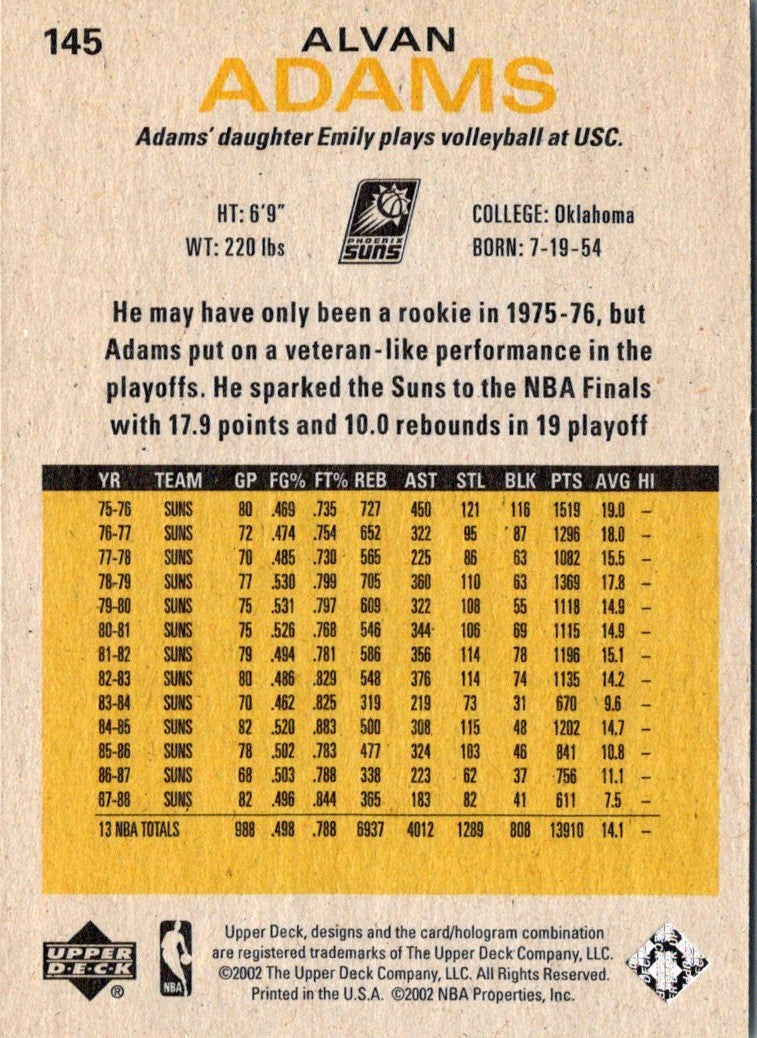 145
ALVAN
ADAMS
Adams' daughter Emily plays volleyball at USC.
HT: 6'9" COLLEGE: Oklahoma
WT: 220 lbs BORN: 7-19-54
PHOENIX
SUNS
He may have only been a rookie in 1975-76, but
Adams put on a veteran-like performance in the
playoffs. He sparked the Suns to the NBA Finals
with 17.9 points and 10.0 rebounds in 19 playoff
YR TEAM GP FG% FT% REB AST STL BLK PTS AVG HI
75-76 SUNS 80 .469 .735 727 450 121 116 1519 19.0 –
76-77 SUNS 72 .474 .754 652 322 95 87 1296 18.0 –
77-78 SUNS 70 .485 .730 565 225 86 63 1082 15.5 –
78-79 SUNS 77 .530 .799 705 360 110 63 1369 17.8 –
79-80 SUNS 75 .531 .797 609 322 108 55 1118 14.9 –
80-81 SUNS 75 .526 .768 546 344 106 69 1115 14.9 –
81-82 SUNS 79 .494 .781 586 356 114 78 1196 15.1 –
82-83 SUNS 80 .486 .829 548 376 114 74 1135 14.2 –
83-84 SUNS 70 .462 .825 319 219 73 31 670 9.6 –
84-85 SUNS 82 .520 .883 500 308 115 48 1202 14.7 –
85-86 SUNS 78 .502 .783 477 324 103 46 841 10.8 –
86-87 SUNS 68 .503 .788 338 223 62 37 756 11.1 –
87-88 SUNS 82 .496 .844 365 183 82 41 611 7.5 –
13 NBA TOTALS 988 .498 .788 6937 4012 1289 808 13910 14.1 –
UPPER
DECK
®
NBA
Upper Deck, designs and the card/hologram combination
are registered trademarks of The Upper Deck Company, LLC.
©2002 The Upper Deck Company, LLC. All Rights Reserved.
Printed in the U.S.A. ©2002 NBA Properties, Inc.